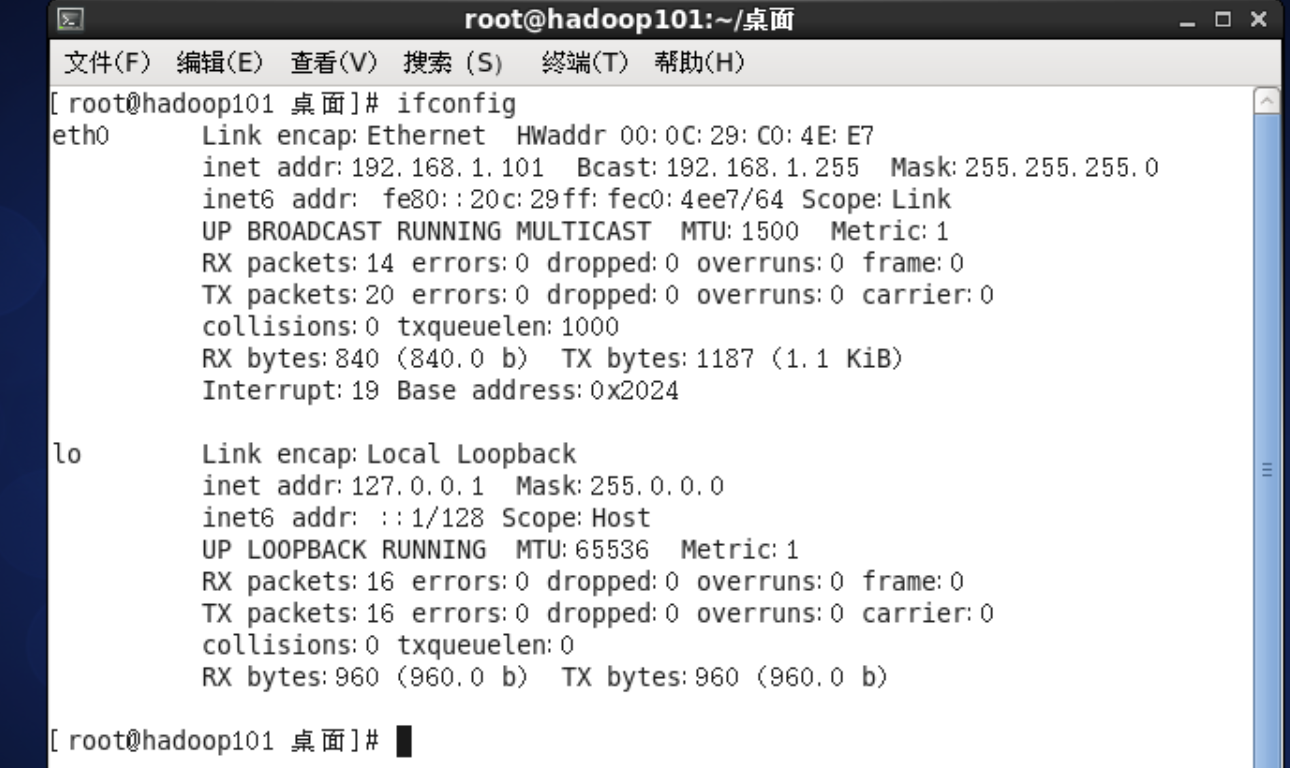 root@hadoop101:~/桌面
文件(F) 编辑(E) 查看(V) 搜索 (S) 终端(T) 帮助(H)
[root@hadoop101 桌面]# ifconfig
eth0 Link encap:Ethernet HWaddr 00:0C:29:C0:4E:E7
inet addr:192.168.1.101 Bcast:192.168.1.255 Mask:255.255.255.0
inet6 addr: fe80::20c:29ff:fec0:4ee7/64 Scope:Link
UP BROADCAST RUNNING MULTICAST MTU:1500 Metric:1
RX packets:14 errors:0 dropped:0 overruns:0 frame:0
TX packets:20 errors:0 dropped:0 overruns:0 carrier:0
collisions:0 txqueuelen:1000
RX bytes:840 (840.0 b) TX bytes:1187 (1.1 KiB)
Interrupt:19 Base address:0x2024
lo Link encap:Local Loopback
inet addr:127.0.0.1 Mask:255.0.0.0
inet6 addr: ::1/128 Scope:Host
UP LOOPBACK RUNNING MTU:65536 Metric:1
RX packets:16 errors:0 dropped:0 overruns:0 frame:0
TX packets:16 errors:0 dropped:0 overruns:0 carrier:0
collisions:0 txqueuelen:0
RX bytes:960 (960.0 b) TX bytes:960 (960.0 b)
[root@hadoop101 桌面]#